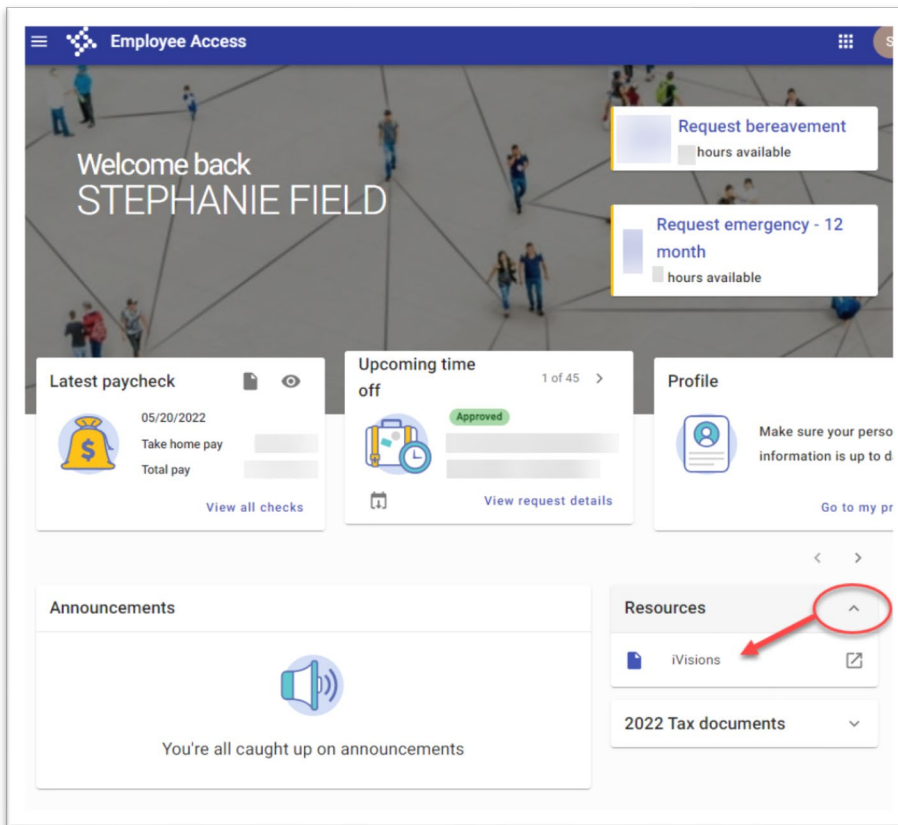 Employee Access
S
Welcome back
STEPHANIE FIELD
Request bereavement
hours available
Request emergency - 12
month
hours available
Latest paycheck
05/20/2022
Take home pay
Total pay
View all checks
Upcoming time
off
1 of 45
Approved
View request details
Profile
Make sure your perso
information is up to d
Go to my pr
Announcements
You're all caught up on announcements
Resources
iVisions
2022 Tax documents